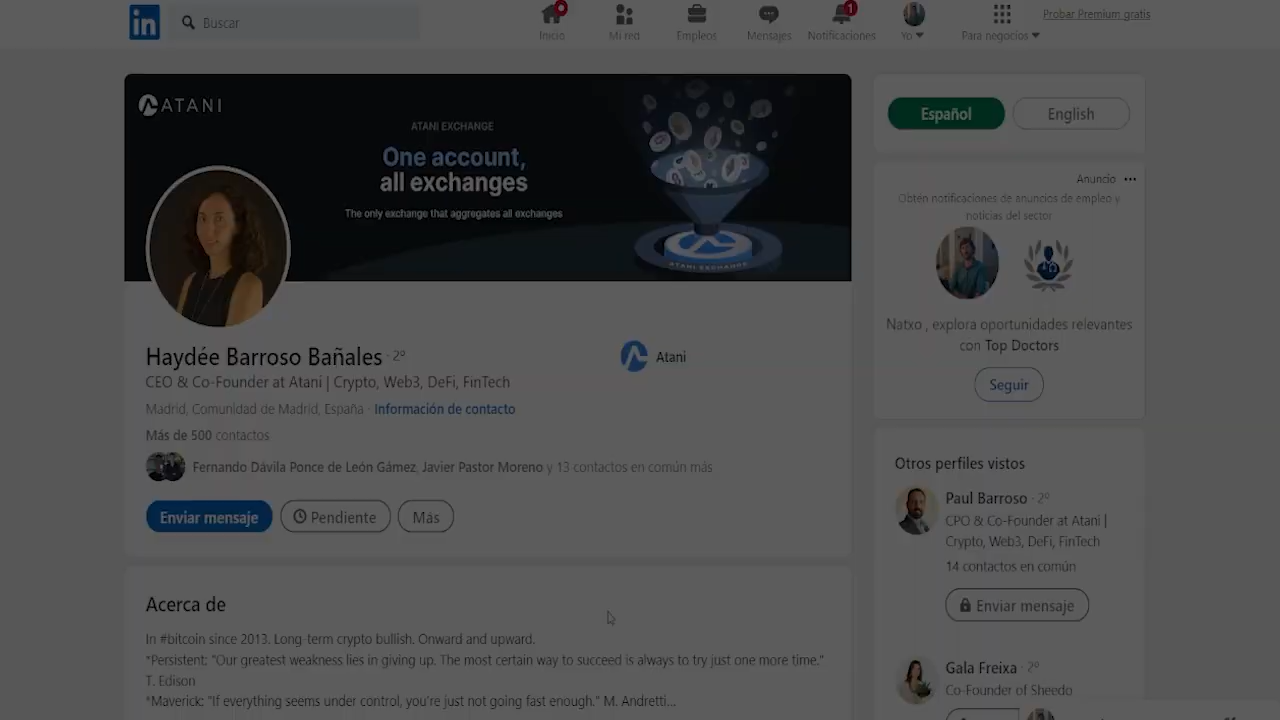 in
Buscar
Inicio
Mi red
Empleos
Mensajes
1
Notificaciones
Yo
Para negocios
Probar Premium gratis
ATANI
ATANI EXCHANGE
One account,
all exchanges
The only exchange that aggregates all exchanges
ATANI EXCHANGE
Haydée Barroso Bañales · 2º
Atani
CEO & Co-Founder at Atani | Crypto, Web3, DeFi, FinTech
Madrid, Comunidad de Madrid, España · Información de contacto
Más de 500 contactos
Fernando Dávila Ponce de León Gámez, Javier Pastor Moreno y 13 contactos en común más
Enviar mensaje
Pendiente
Más
Acerca de
In #bitcoin since 2013. Long-term crypto bullish. Onward and upward.
*Persistent: "Our greatest weakness lies in giving up. The most certain way to succeed is always to try just one more time."
T. Edison
*Maverick: "If everything seems under control, you're just not going fast enough." M. Andretti...
Español
English
Anuncio
Obtén notificaciones de anuncios de empleo y
noticias del sector
Natxo , explora oportunidades relevantes
con Top Doctors
Seguir
Otros perfiles vistos
Paul Barroso · 2º
CPO & Co-Founder at Atani |
Crypto, Web3, DeFi, FinTech
14 contactos en común
Enviar mensaje
Gala Freixa · 2º
Co-Founder of Sheedo